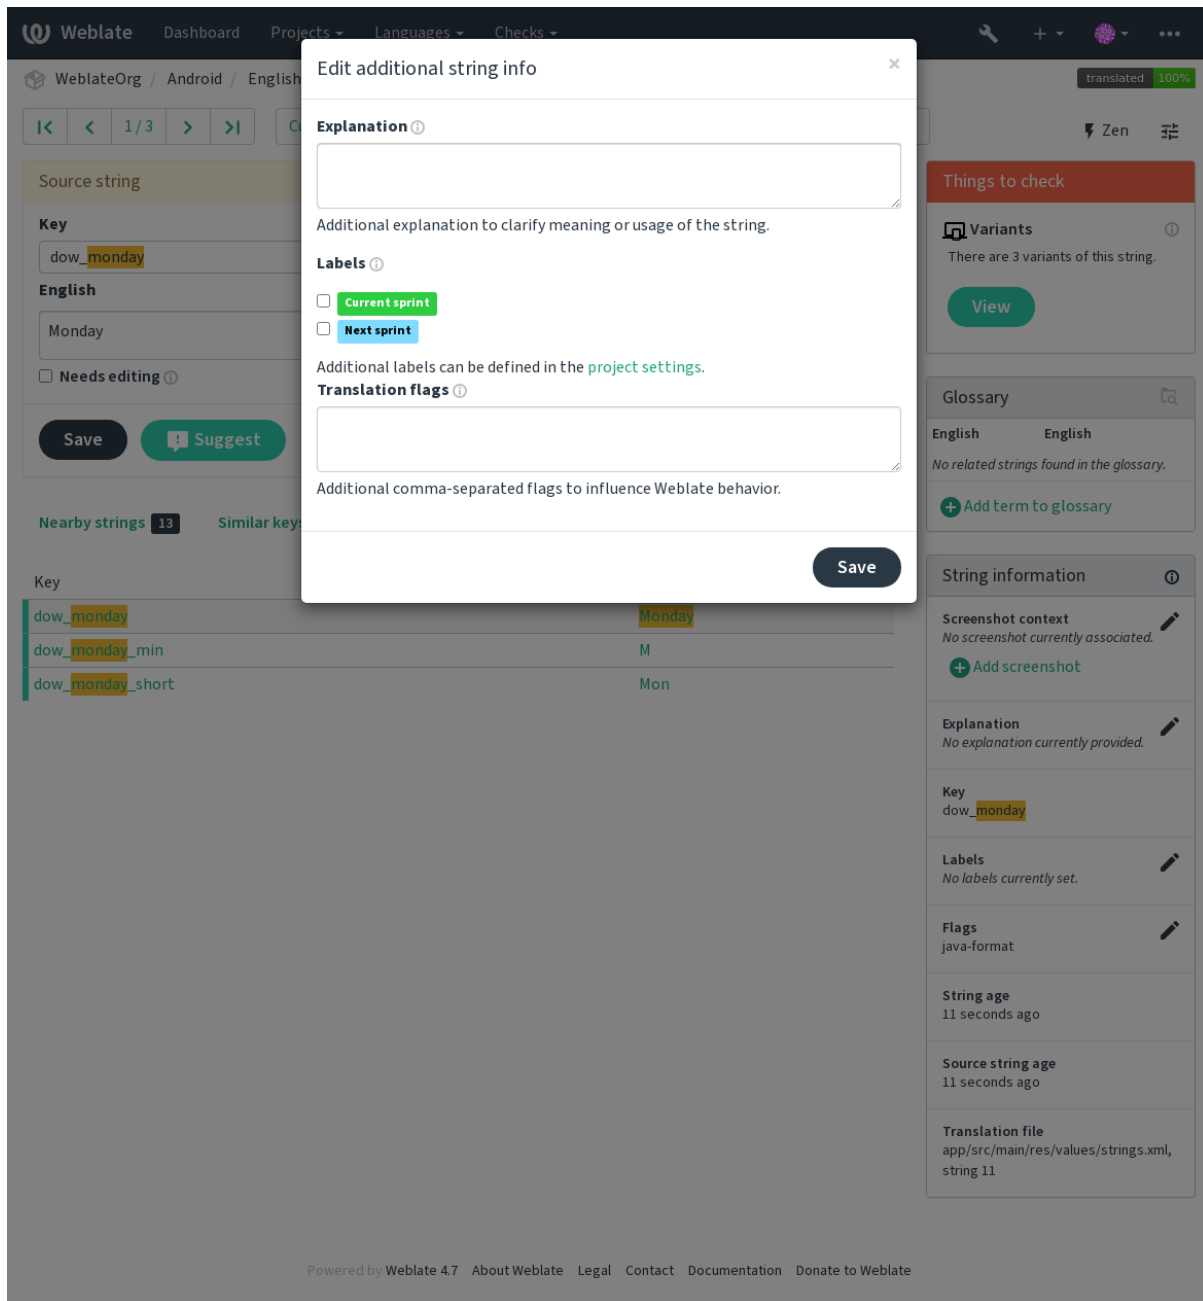 Weblate Dashboard Projects Languages Checks
WeblateOrg / Android / English
translated 100%
1 / 3
Zen
Edit additional string info
×
Explanation
Additional explanation to clarify meaning or usage of the string.
Labels
Current sprint
Next sprint
Additional labels can be defined in the project settings.
Translation flags
Additional comma-separated flags to influence Weblate behavior.
Save
Source string
Key
dow_monday
English
Monday
Needs editing
Save Suggest
Nearby strings 13 Similar keys
Key
dow_monday Monday
dow_monday_min M
dow_monday_short Mon
Things to check
Variants
There are 3 variants of this string.
View
Glossary
English English
No related strings found in the glossary.
Add term to glossary
String information
Screenshot context
No screenshot currently associated.
Add screenshot
Explanation
No explanation currently provided.
Key
dow_monday
Labels
No labels currently set.
Flags
java-format
String age
11 seconds ago
Source string age
11 seconds ago
Translation file
app/src/main/res/values/strings.xml,
string 11
Powered by Weblate 4.7 About Weblate Legal Contact Documentation Donate to Weblate